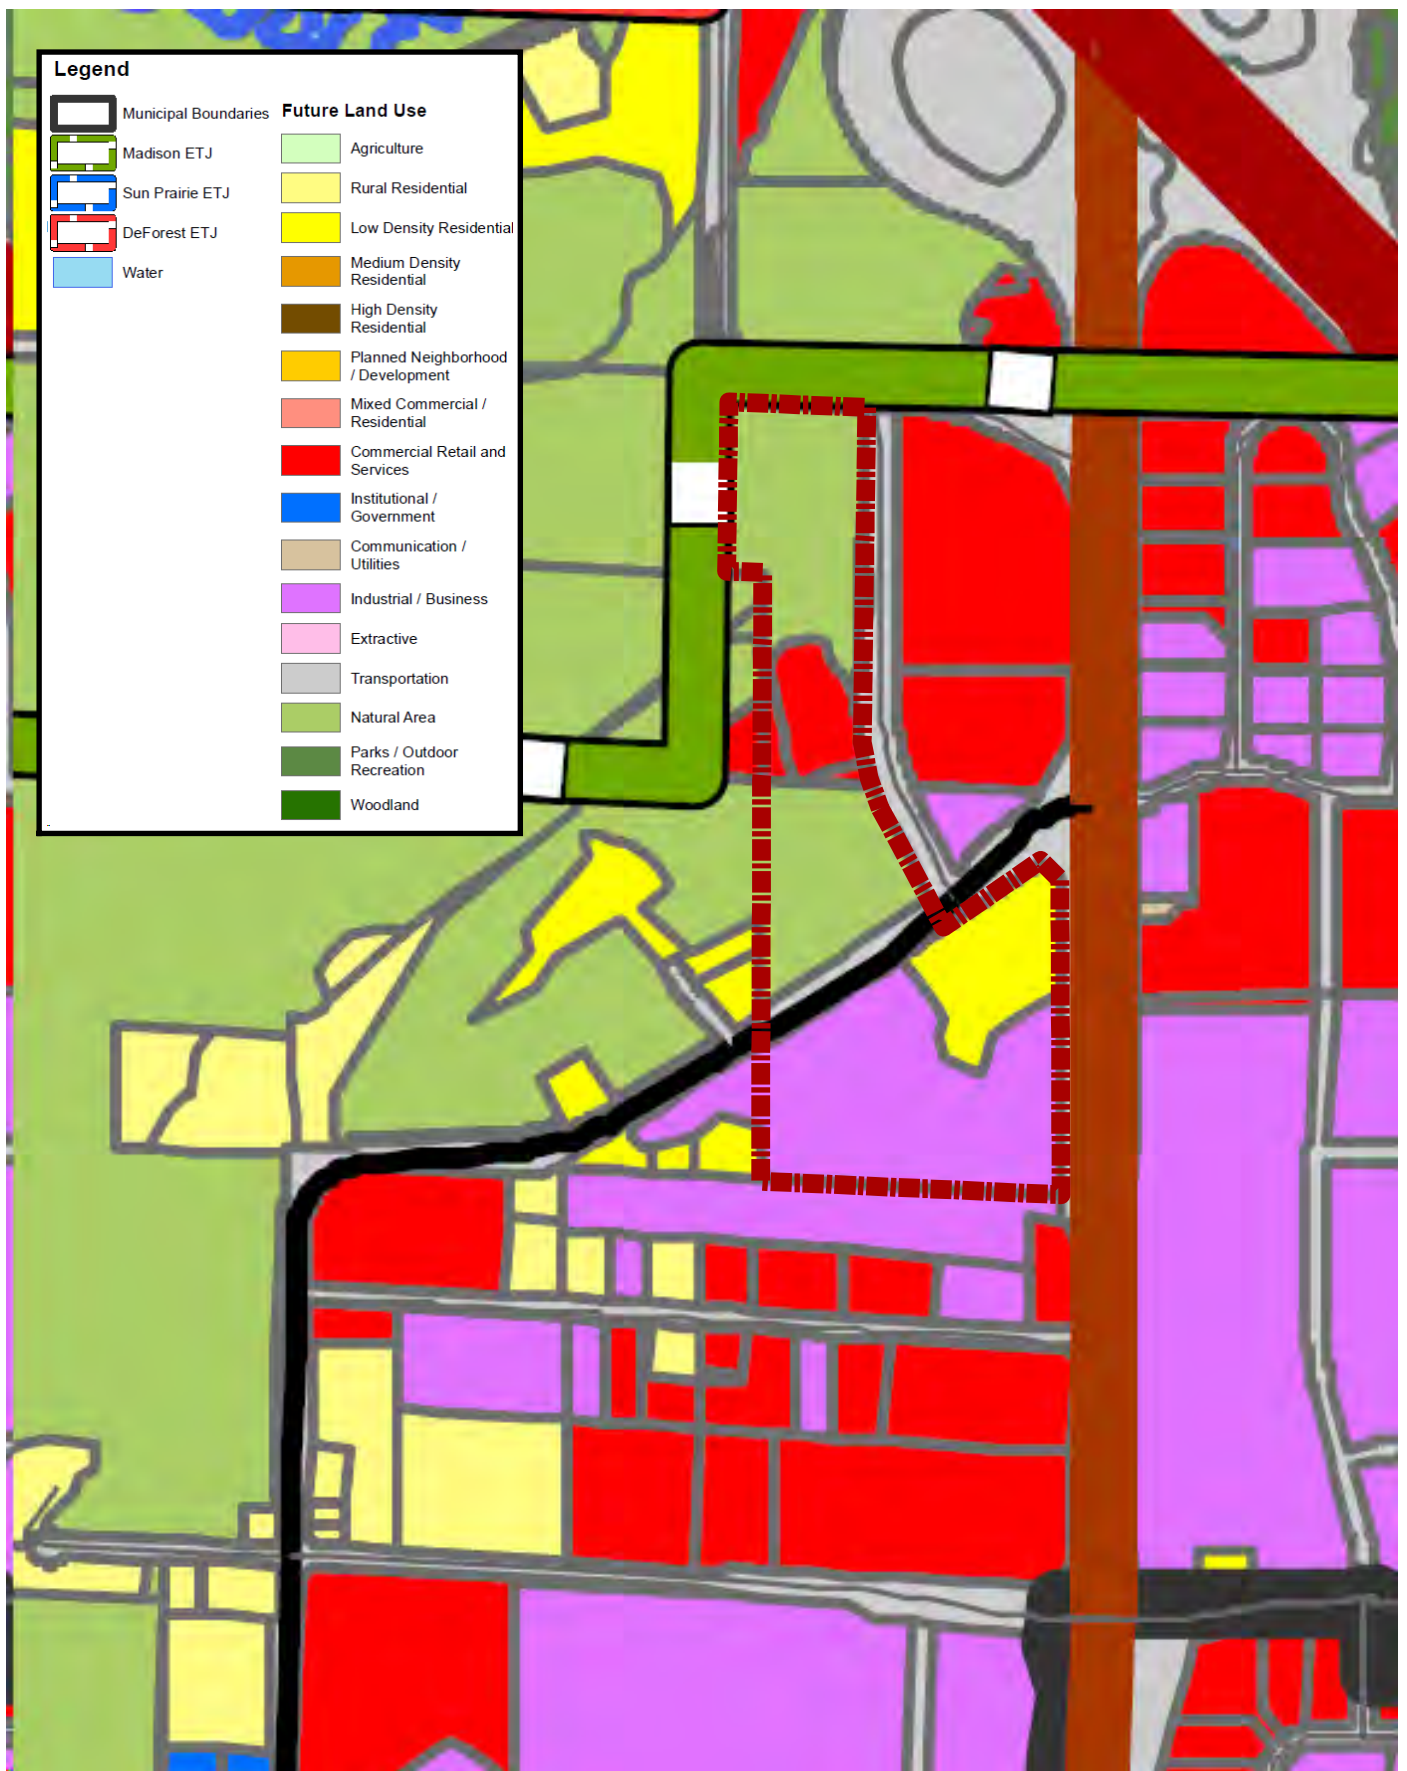 Legend
Municipal Boundaries
Madison ETJ
Sun Prairie ETJ
DeForest ETJ
Water
Future Land Use
Agriculture
Rural Residential
Low Density Residential
Medium Density
Residential
High Density
Residential
Planned Neighborhood
/ Development
Mixed Commercial /
Residential
Commercial Retail and
Services
Institutional /
Government
Communication /
Utilities
Industrial / Business
Extractive
Transportation
Natural Area
Parks / Outdoor
Recreation
Woodland